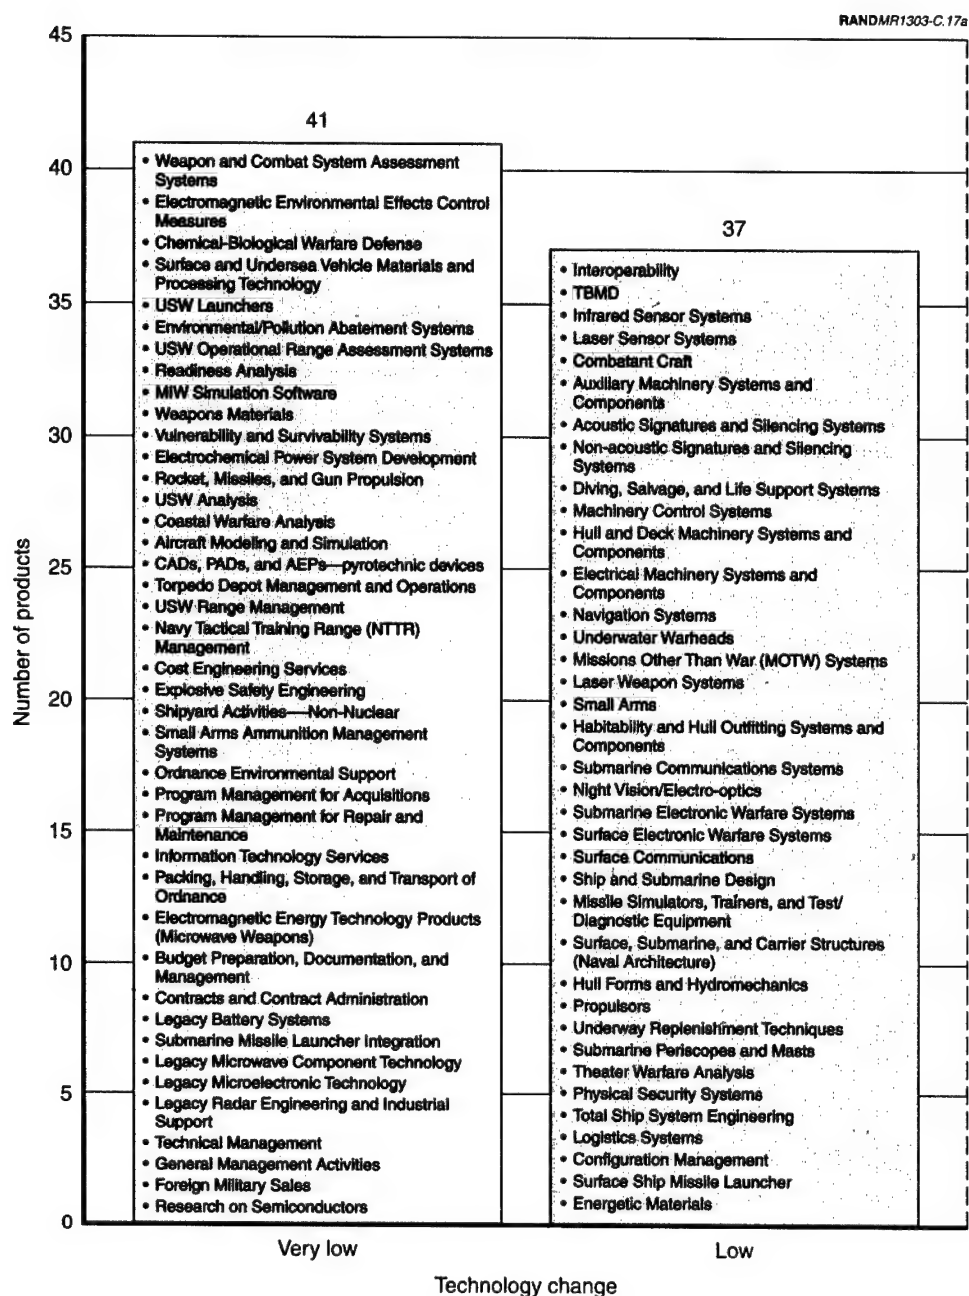 RANDMR1303-C.17a
45
40
35
30
25
20
15
10
5
0
Number of products
41
• Weapon and Combat System Assessment
Systems
• Electromagnetic Environmental Effects Control
Measures
• Chemical-Biological Warfare Defense
• Surface and Undersea Vehicle Materials and
Processing Technology
• USW Launchers
• Environmental/Pollution Abatement Systems
• USW Operational Range Assessment Systems
• Readiness Analysis
• MIW Simulation Software
• Weapons Materials
• Vulnerability and Survivability Systems
• Electrochemical Power System Development
• Rocket, Missiles, and Gun Propulsion
• USW Analysis
• Coastal Warfare Analysis
• Aircraft Modeling and Simulation
• CADs, PADs, and AEPs—pyrotechnic devices
• Torpedo Depot Management and Operations
• USW Range Management
• Navy Tactical Training Range (NTTR)
Management
• Cost Engineering Services
• Explosive Safety Engineering
• Shipyard Activities—Non-Nuclear
• Small Arms Ammunition Management
Systems
• Ordnance Environmental Support
• Program Management for Acquisitions
• Program Management for Repair and
Maintenance
• Information Technology Services
• Packing, Handling, Storage, and Transport of
Ordnance
• Electromagnetic Energy Technology Products
(Microwave Weapons)
• Budget Preparation, Documentation, and
Management
• Contracts and Contract Administration
• Legacy Battery Systems
• Submarine Missile Launcher Integration
• Legacy Microwave Component Technology
• Legacy Microelectronic Technology
• Legacy Radar Engineering and Industrial
Support
• Technical Management
• General Management Activities
• Foreign Military Sales
• Research on Semiconductors
Very low
37
• Interoperability
• TBMD
• Infrared Sensor Systems
• Laser Sensor Systems
• Combatant Craft
• Auxiliary Machinery Systems and
Components
• Acoustic Signatures and Silencing Systems
• Non-acoustic Signatures and Silencing
Systems
• Diving, Salvage, and Life Support Systems
• Machinery Control Systems
• Hull and Deck Machinery Systems and
Components
• Electrical Machinery Systems and
Components
• Navigation Systems
• Underwater Warheads
• Missions Other Than War (MOTW) Systems
• Laser Weapon Systems
• Small Arms
• Habitability and Hull Outfitting Systems and
Components
• Submarine Communications Systems
• Night Vision/Electro-optics
• Submarine Electronic Warfare Systems
• Surface Electronic Warfare Systems
• Surface Communications
• Ship and Submarine Design
• Missile Simulators, Trainers, and Test/
Diagnostic Equipment
• Surface, Submarine, and Carrier Structures
(Naval Architecture)
• Hull Forms and Hydromechanics
• Propulsors
• Underway Replenishment Techniques
• Submarine Periscopes and Masts
• Theater Warfare Analysis
• Physical Security Systems
• Total Ship System Engineering
• Logistics Systems
• Configuration Management
• Surface Ship Missile Launcher
• Energetic Materials
Low
Technology change